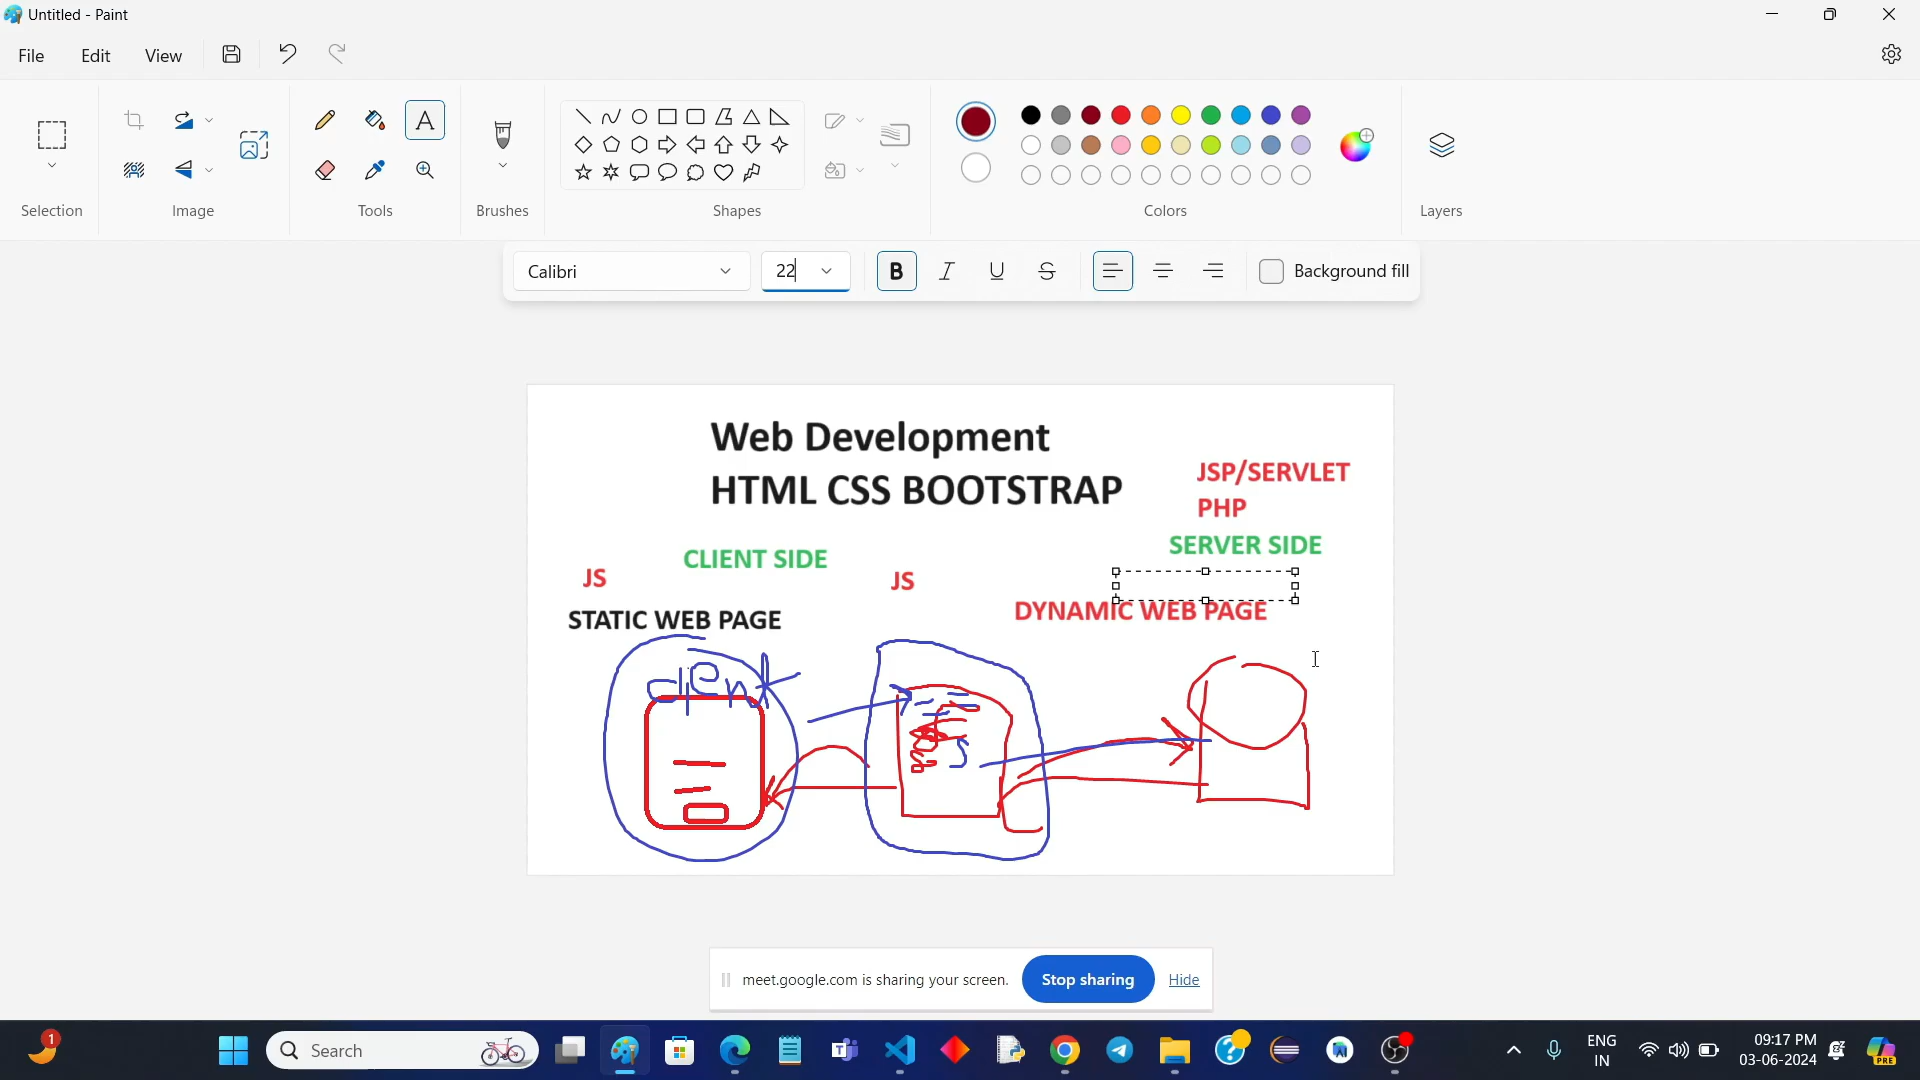 Untitled - Paint
File
Edit
View
Selection
Image
Tools
Brushes
Shapes
Colors
Layers
Calibri
22
B
I
U
S
Background fill
Web Development
HTML CSS BOOTSTRAP
JSP/SERVLET
PHP
SERVER SIDE
CLIENT SIDE
JS
JS
DYNAMIC WEB PAGE
STATIC WEB PAGE
client
meet.google.com is sharing your screen.
Stop sharing
Hide
1
Search
ENG
IN
09:17 PM
03-06-2024
PRE